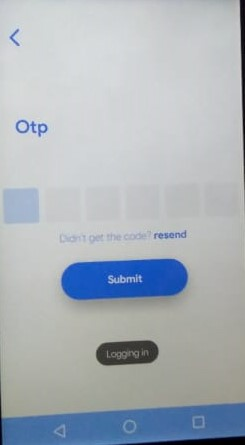 Otp
Didn't get the code? resend
Submit
Logging in